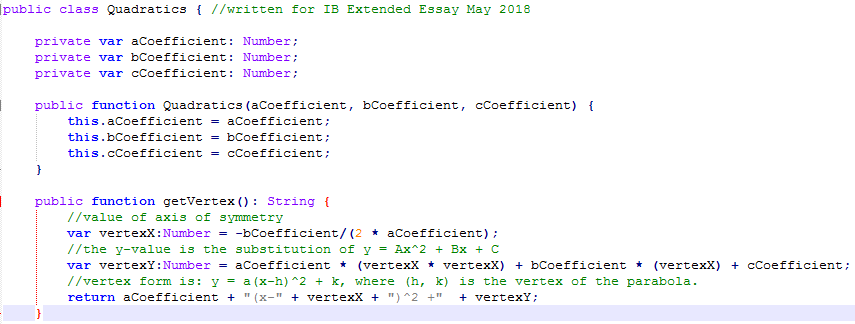 public class Quadratics { //written for IB Extended Essay May 2018
private var aCoefficient: Number;
private var bCoefficient: Number;
private var cCoefficient: Number;
public function Quadratics(aCoefficient, bCoefficient, cCoefficient) {
this.aCoefficient = aCoefficient;
this.bCoefficient = bCoefficient;
this.cCoefficient = cCoefficient;
}
public function getVertex(): String {
//value of axis of symmetry
var vertexX:Number = -bCoefficient/(2 * aCoefficient);
//the y-value is the substitution of y = Ax^2 + Bx + C
var vertexY:Number = aCoefficient * (vertexX * vertexX) + bCoefficient * (vertexX) + cCoefficient;
//vertex form is: y = a(x-h)^2 + k, where (h, k) is the vertex of the parabola.
return aCoefficient + "(x-" + vertexX + ")^2 +" + vertexY;
}